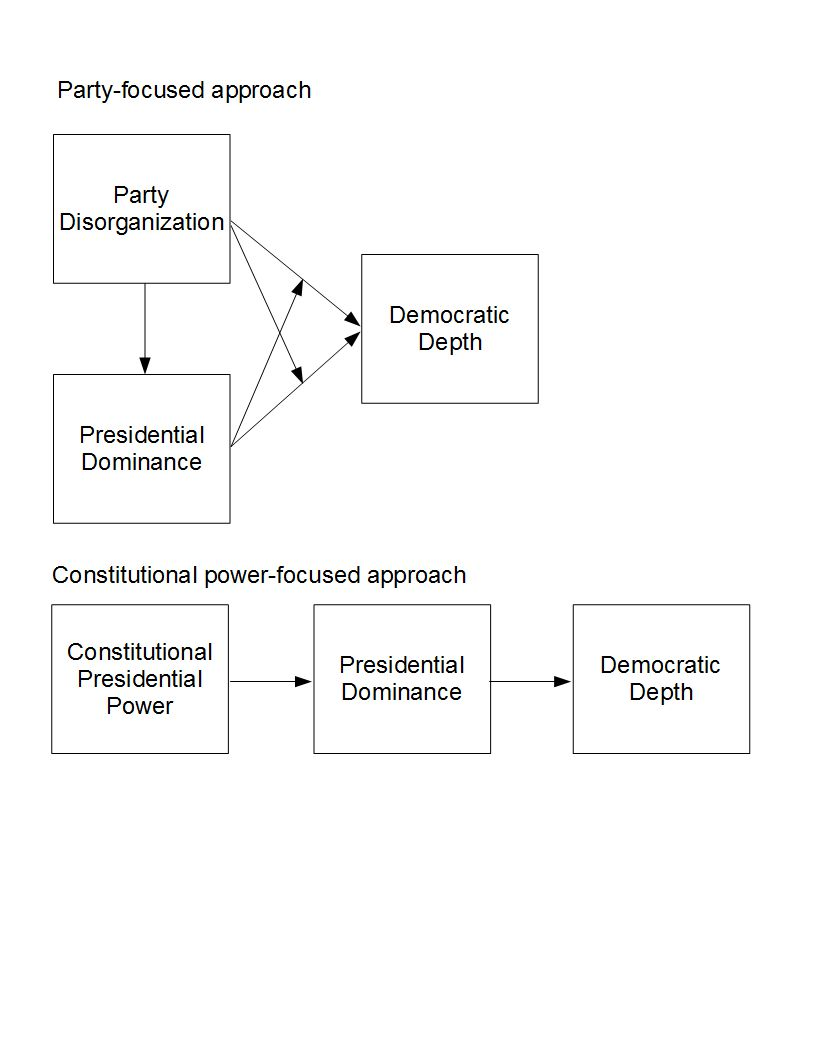 Party-focused approach
Party
Disorganization
Democratic
Depth
Presidential
Dominance
Constitutional power-focused approach
Constitutional
Presidential
Power
Presidential
Dominance
Democratic
Depth